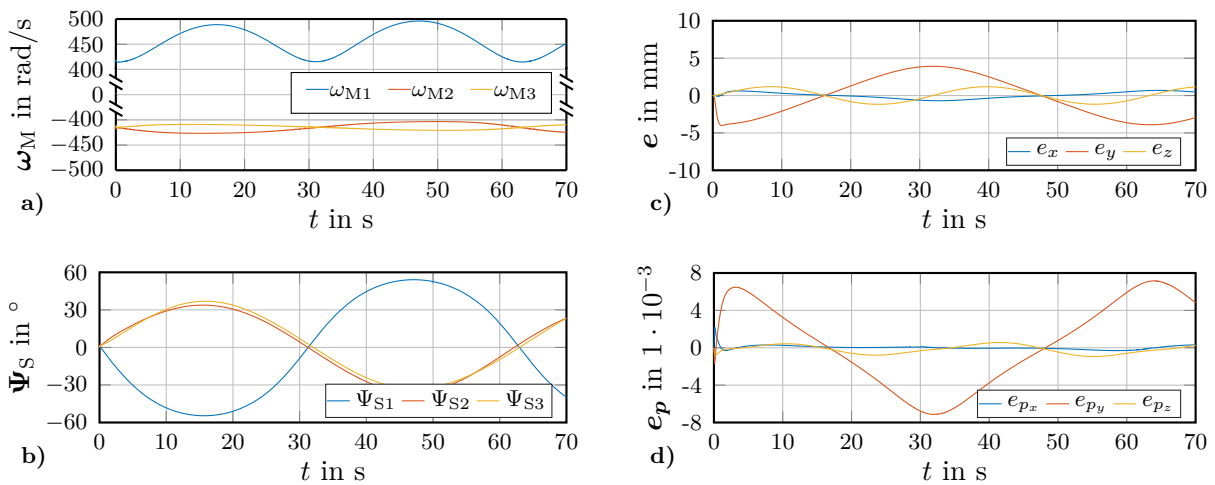 500
450
400
0
−400
−450
−500
ω_M in rad/s
ω_M1 ω_M2 ω_M3
0 10 20 30 40 50 60 70
t in s
a)
60
30
0
−30
−60
Ψ_S in °
Ψ_S1 Ψ_S2 Ψ_S3
0 10 20 30 40 50 60 70
t in s
b)
10
5
0
-5
-10
e in mm
e_x e_y e_z
0 10 20 30 40 50 60 70
t in s
c)
8
4
0
-4
-8
e_p in 1 · 10⁻³
e_p_x e_p_y e_p_z
0 10 20 30 40 50 60 70
t in s
d)